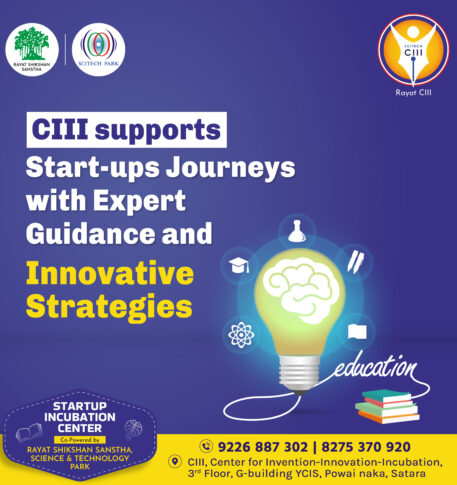 RAYAT SHIKSHAN
SANSTHA
SCITECH PARK
SCITECH
CIII
Rayat CIII
CIII supports
Start-ups Journeys
with Expert
Guidance and
Innovative
Strategies
education
STARTUP
INCUBATION
CENTER
Co-Powered by
RAYAT SHIKSHAN SANSTHA,
SCIENCE & TECHNOLOGY
PARK
9226 887 302 | 8275 370 920
CIII, Center for Invention-Innovation-Incubation,
3rd Floor, G-building YCIS, Powai naka, Satara